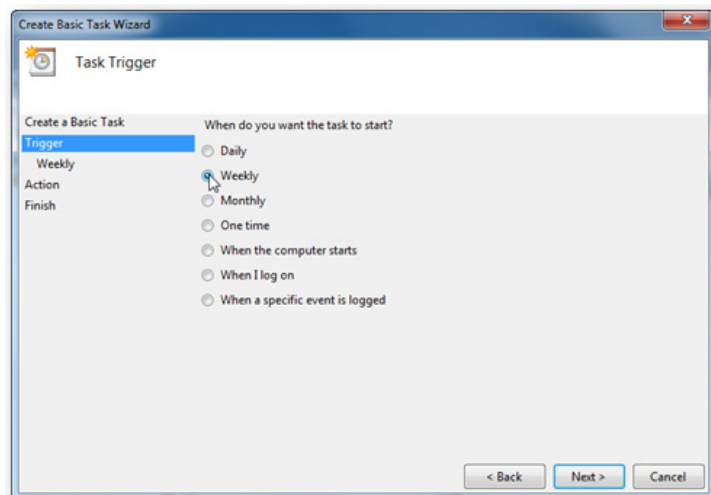 Create Basic Task Wizard
Task Trigger
Create a Basic Task
Trigger
Weekly
Action
Finish
When do you want the task to start?
Daily
Weekly
Monthly
One time
When the computer starts
When I log on
When a specific event is logged
< Back
Next >
Cancel